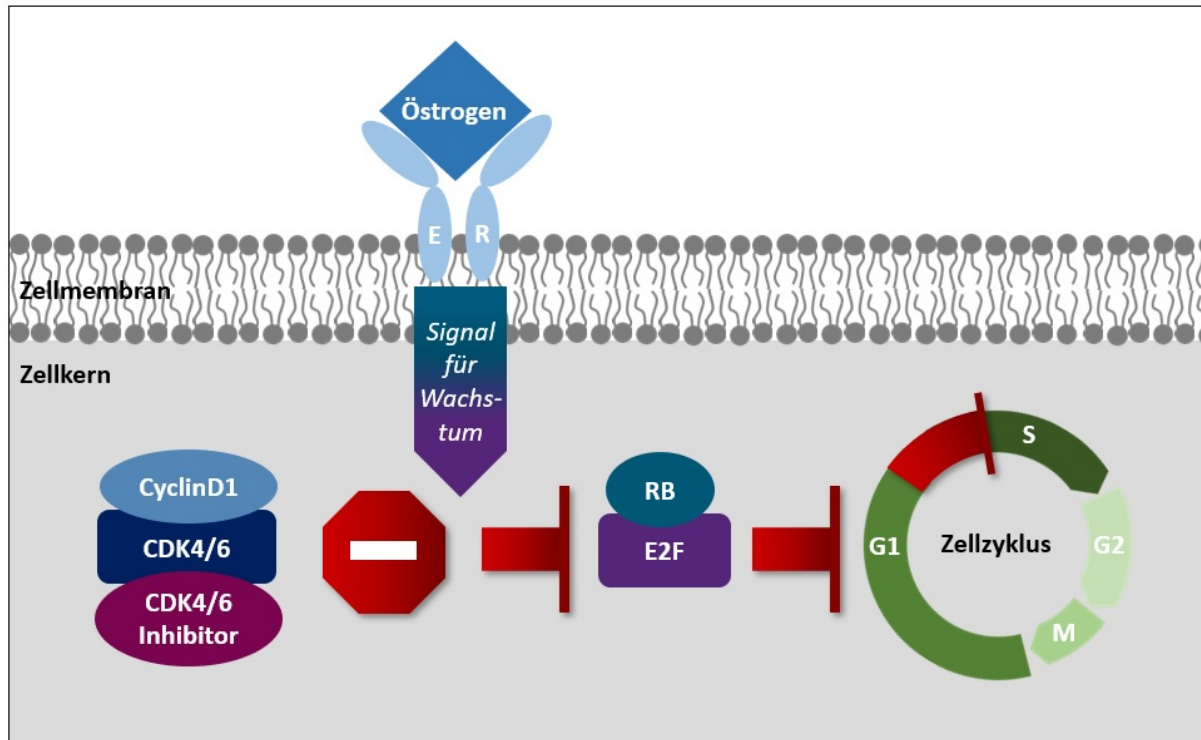 Östrogen
E R
Zellmembran
Signal
für
Wachs-
tum
Zellkern
CyclinD1
CDK4/6
CDK4/6
Inhibitor
RB
E2F
S
G1
Zellzyklus
G2
M